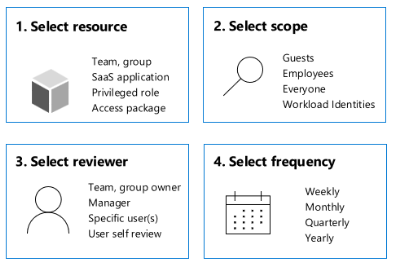 1. Select resource
Team, group
SaaS application
Privileged role
Access package
2. Select scope
Guests
Employees
Everyone
Workload Identities
3. Select reviewer
Team, group owner
Manager
Specific user(s)
User self review
4. Select frequency
Weekly
Monthly
Quarterly
Yearly